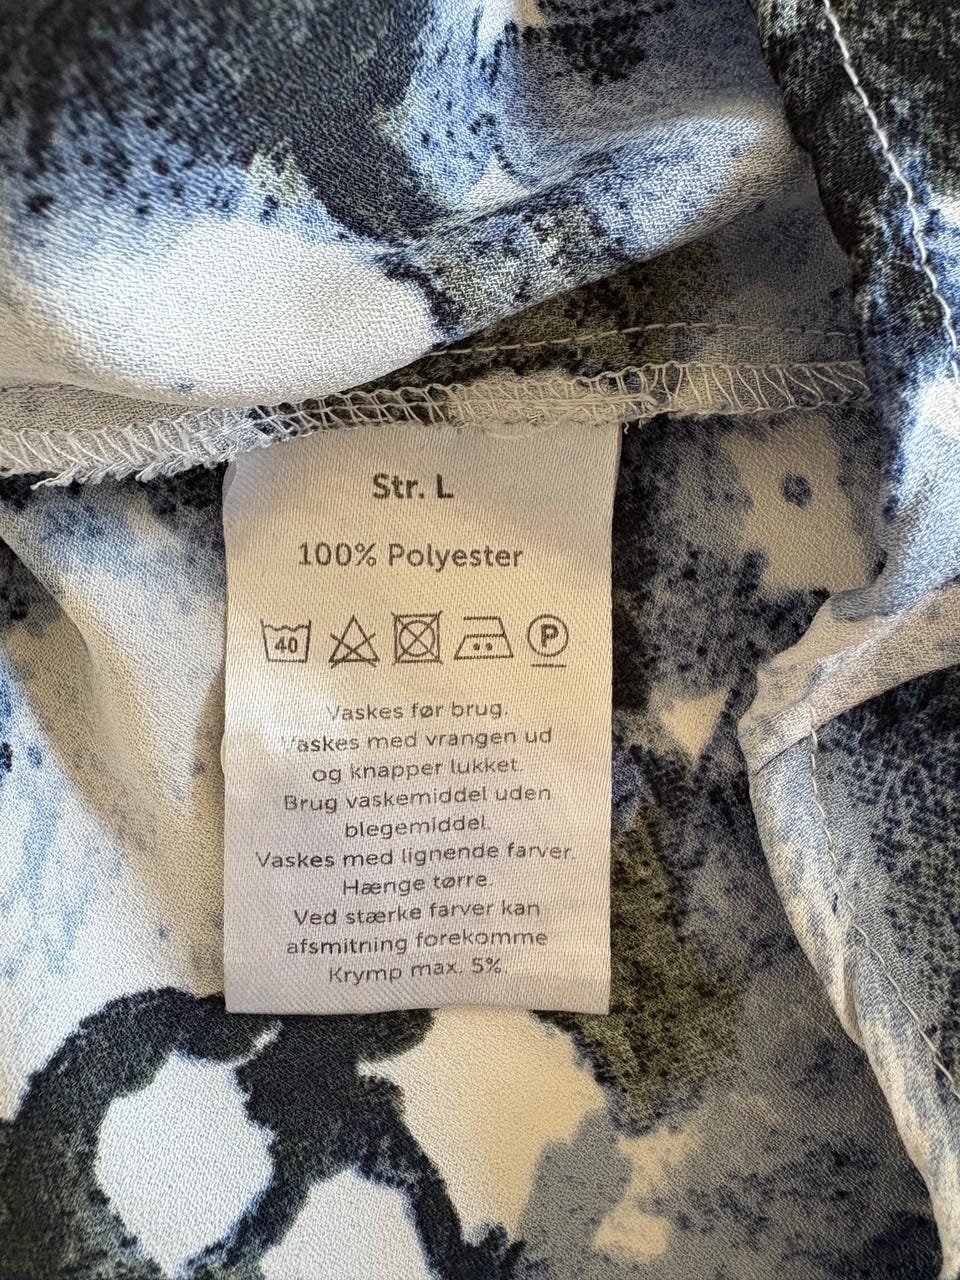 Str. L
100% Polyester
40 P
Vaskes før brug.
Vaskes med vrangen ud
og knapper lukket.
Brug vaskemiddel uden
blegemiddel.
Vaskes med lignende farver.
Hænge tørre.
Ved stærke farver kan
afsmitning forekomme
Krymp max. 5%.